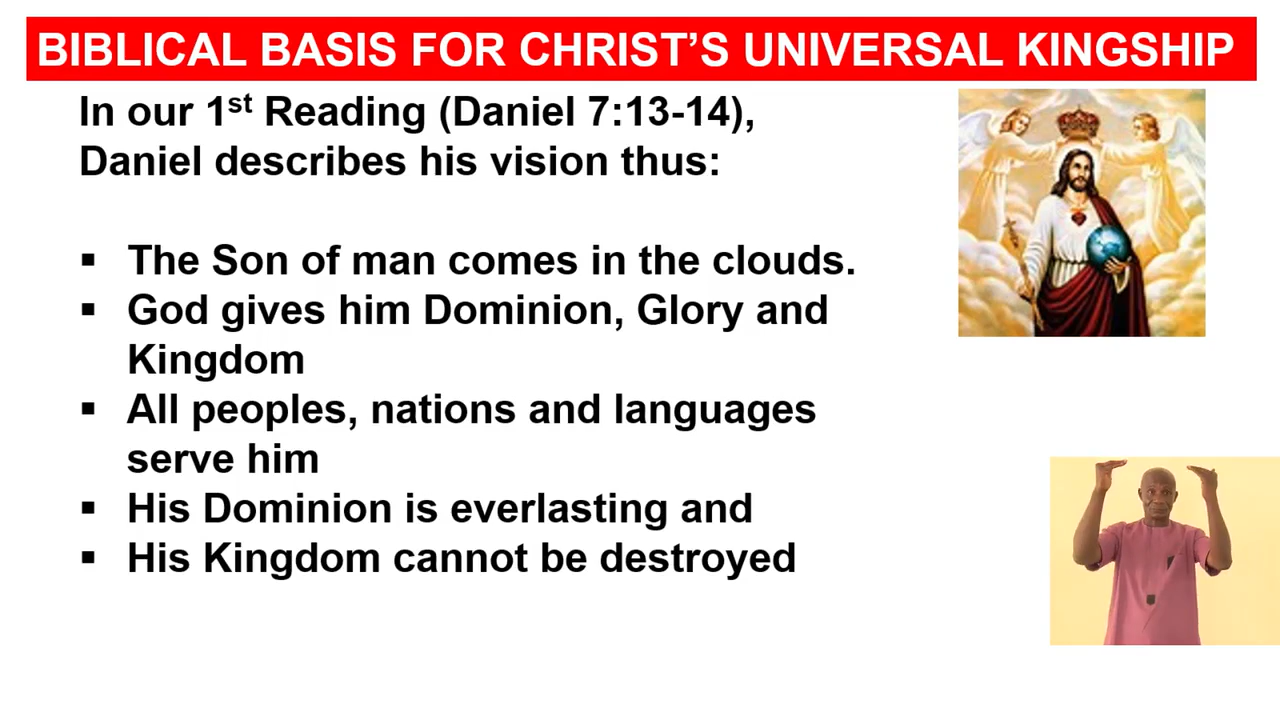 BIBLICAL BASIS FOR CHRIST’S UNIVERSAL KINGSHIP
In our 1st Reading (Daniel 7:13-14),
Daniel describes his vision thus:
▪ The Son of man comes in the clouds.
▪ God gives him Dominion, Glory and
Kingdom
▪ All peoples, nations and languages
serve him
▪ His Dominion is everlasting and
▪ His Kingdom cannot be destroyed